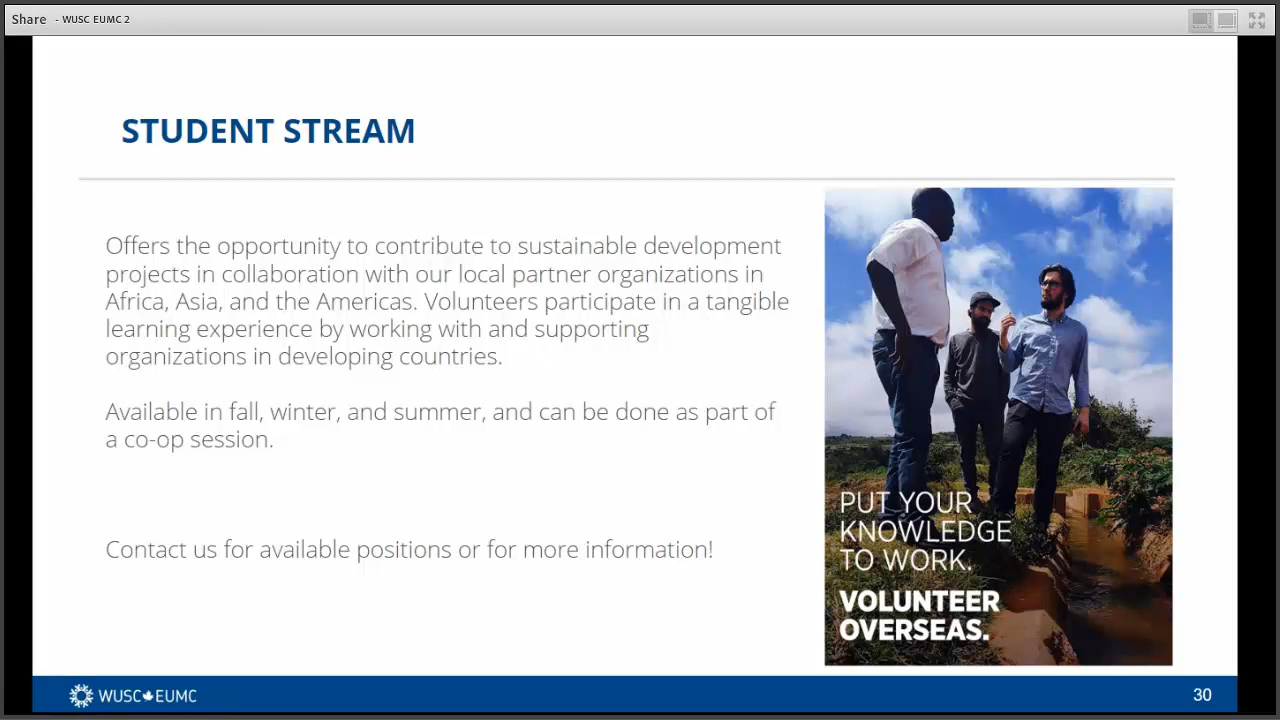 Share - WUSC EUMC 2
STUDENT STREAM
Offers the opportunity to contribute to sustainable development
projects in collaboration with our local partner organizations in
Africa, Asia, and the Americas. Volunteers participate in a tangible
learning experience by working with and supporting
organizations in developing countries.
Available in fall, winter, and summer, and can be done as part of
a co-op session.
Contact us for available positions or for more information!
PUT YOUR
KNOWLEDGE
TO WORK.
VOLUNTEER
OVERSEAS.
WUSC EUMC
30